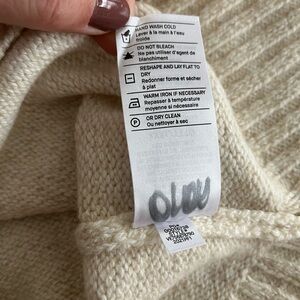 HAND WASH COLD
Laver à la main à l'eau
froide
DO NOT BLEACH
Ne pas utiliser d'agent de
blanchiment
RESHAPE AND LAY FLAT TO
DRY
Redonner forme et sécher
à plat
WARM IRON IF NECESSARY
Repasser à température
moyenne si nécessaire
P
OR DRY CLEAN
Ou nettoyer à sec